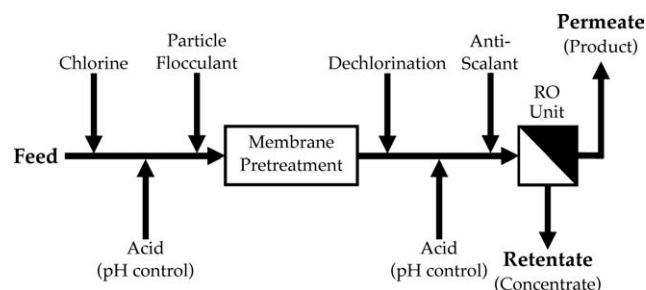 Chlorine
Particle
Flocculant
Dechlorination
Anti-
Scalant
Permeate
(Product)
RO
Unit
Feed
Membrane
Pretreatment
Acid
(pH control)
Acid
(pH control)
Retentate
(Concentrate)